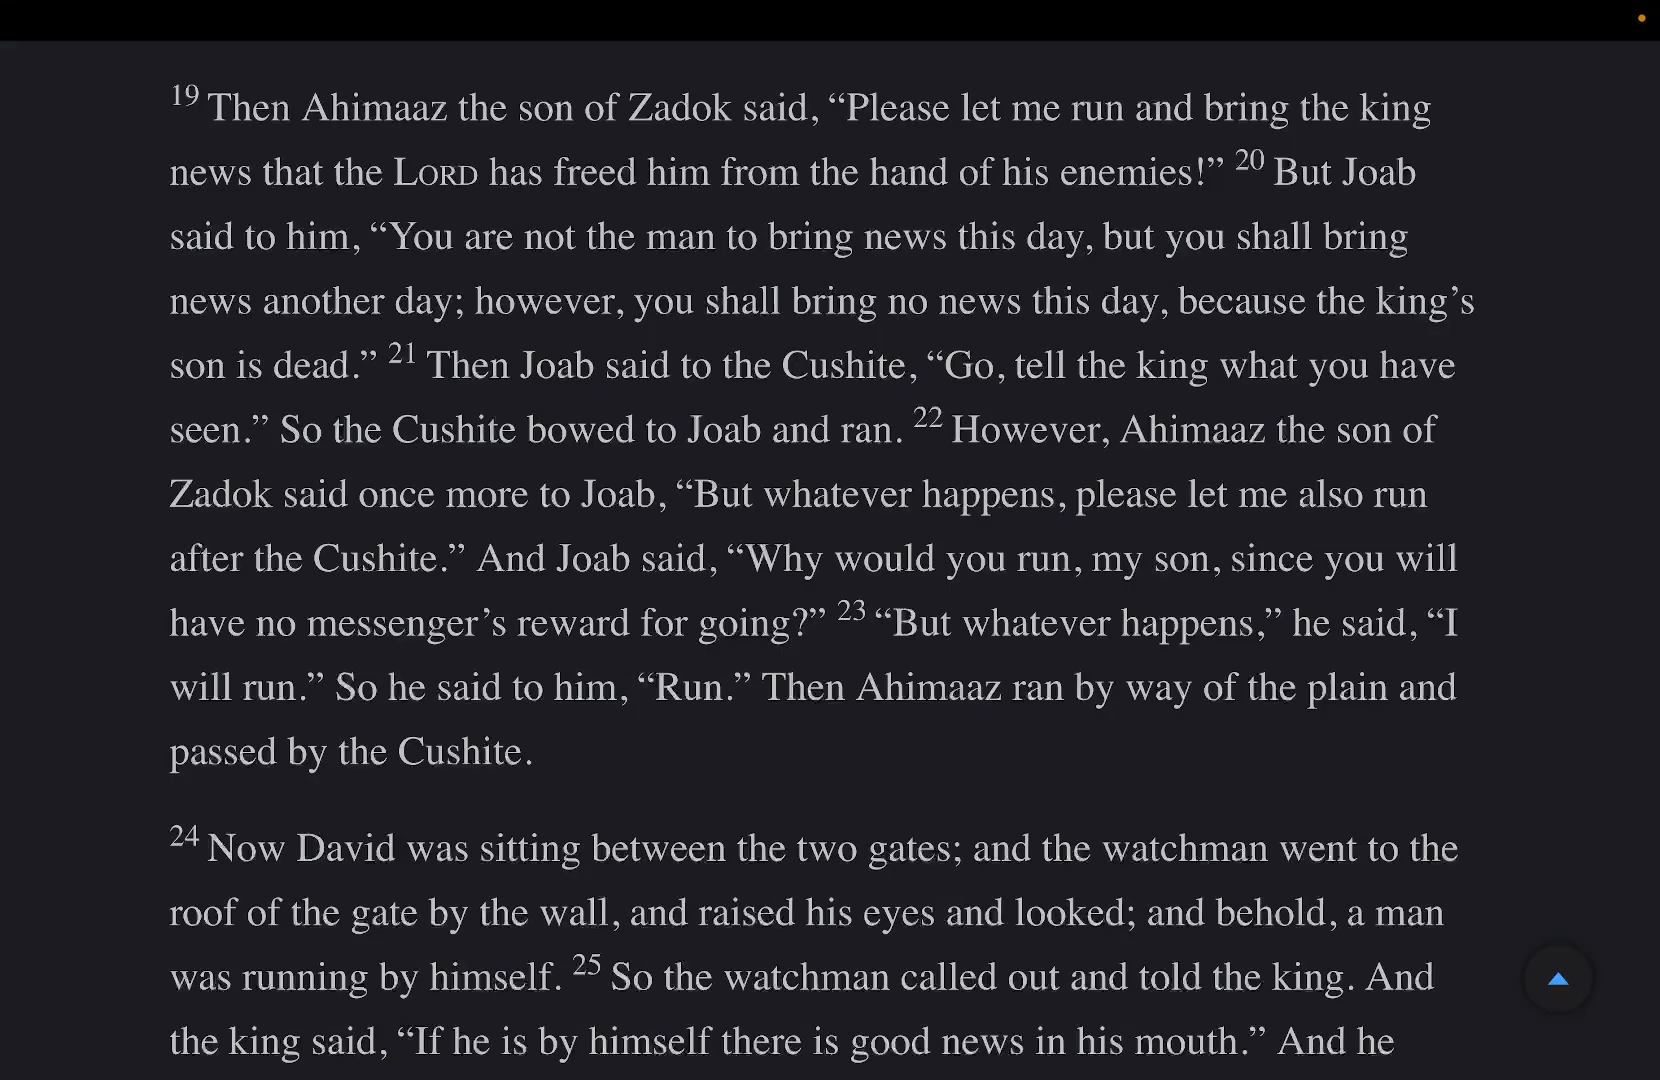 19 Then Ahimaaz the son of Zadok said, “Please let me run and bring the king
news that the LORD has freed him from the hand of his enemies!” 20 But Joab
said to him, “You are not the man to bring news this day, but you shall bring
news another day; however, you shall bring no news this day, because the king’s
son is dead.” 21 Then Joab said to the Cushite, “Go, tell the king what you have
seen.” So the Cushite bowed to Joab and ran. 22 However, Ahimaaz the son of
Zadok said once more to Joab, “But whatever happens, please let me also run
after the Cushite.” And Joab said, “Why would you run, my son, since you will
have no messenger’s reward for going?” 23 “But whatever happens,” he said, “I
will run.” So he said to him, “Run.” Then Ahimaaz ran by way of the plain and
passed by the Cushite.
24 Now David was sitting between the two gates; and the watchman went to the
roof of the gate by the wall, and raised his eyes and looked; and behold, a man
was running by himself. 25 So the watchman called out and told the king. And
the king said, “If he is by himself there is good news in his mouth.” And he